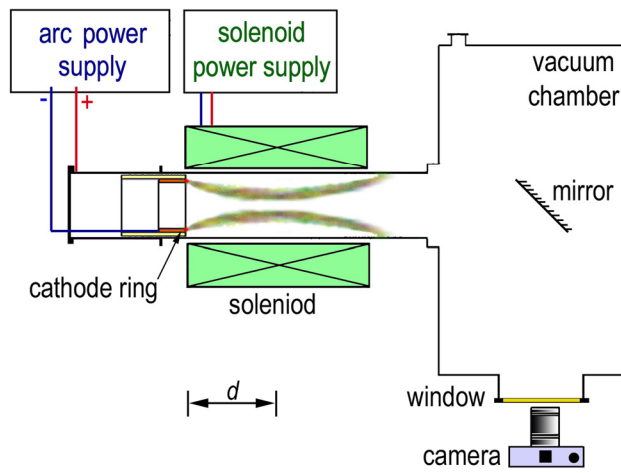 arc power
supply
solenoid
power supply
-
+
vacuum
chamber
mirror
cathode ring
soleniod
d
window
camera